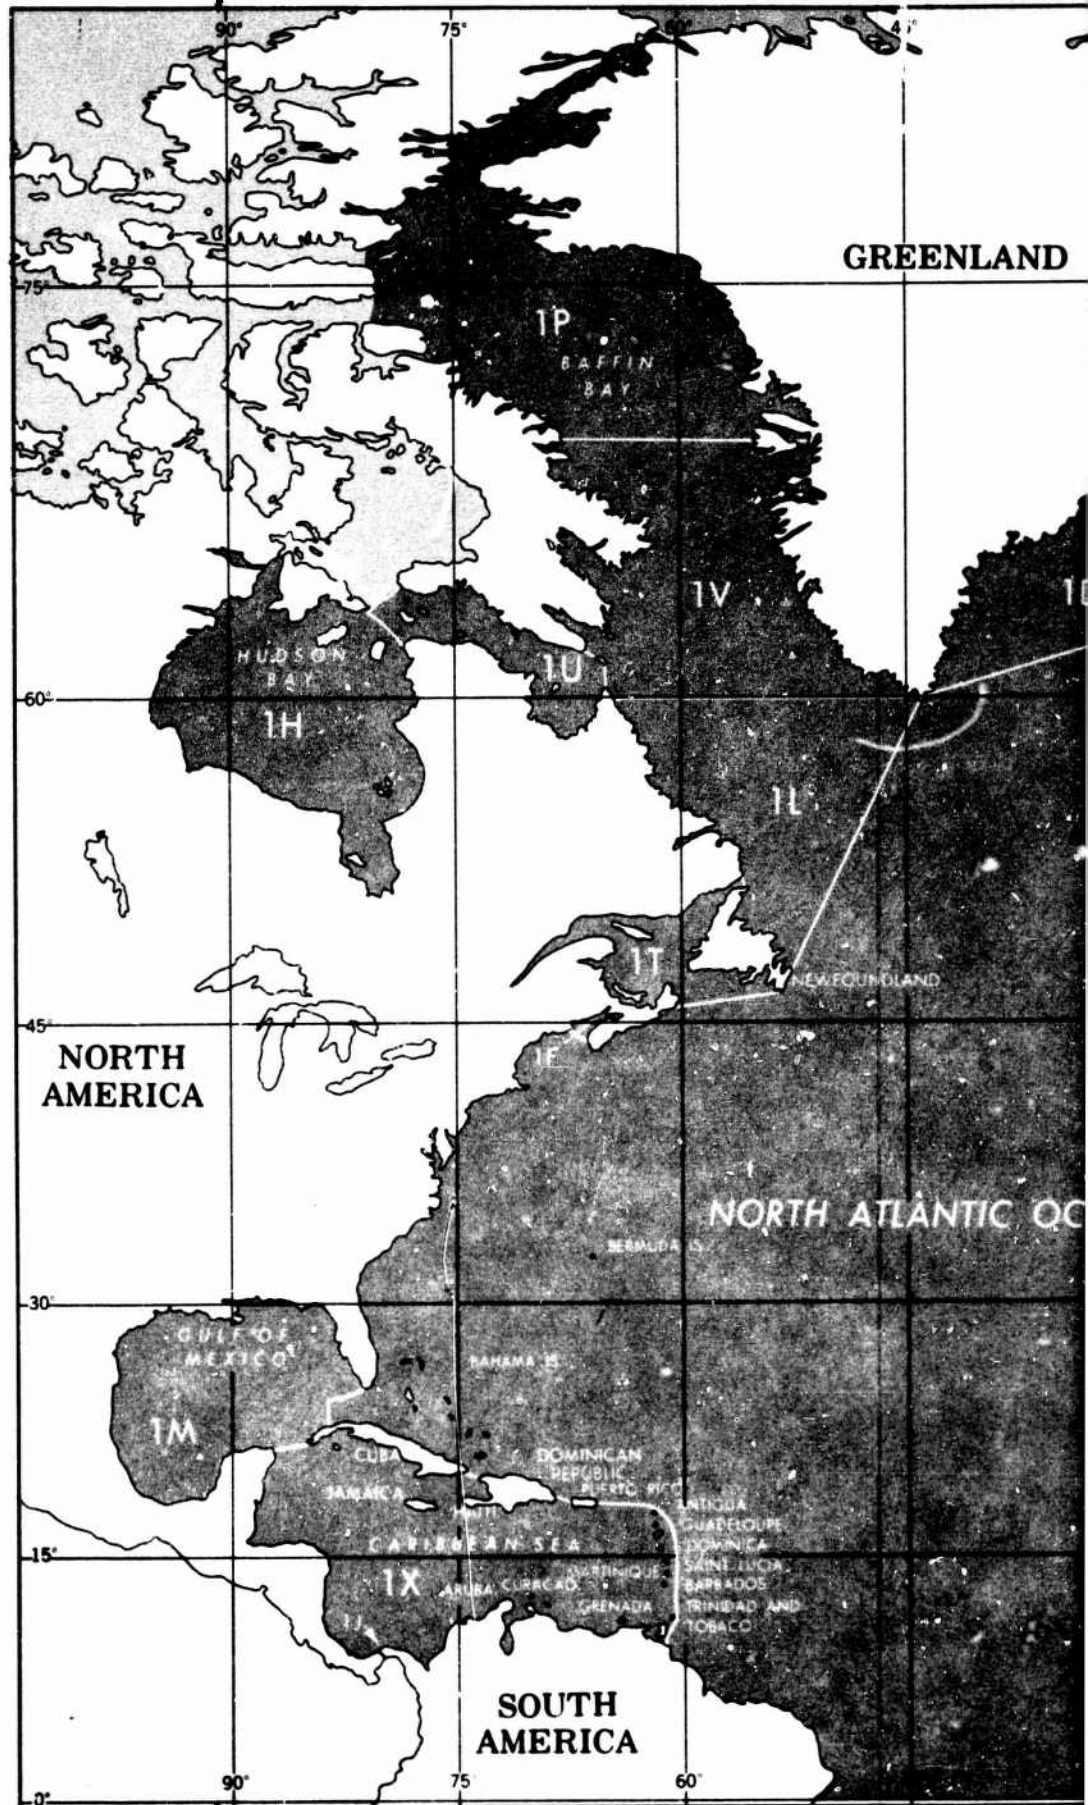 90°
75°
60°
45°
GREENLAND
75°
1P
BAFFIN
BAY
1V
HUDSON
BAY
1U
60°
1H
1L
1T
NEWFOUNDLAND
45°
NORTH
AMERICA
1F
NORTH ATLANTIC OC
BERMUDA IS.
30°
GULF OF
MEXICO
BAHAMA IS.
1M
CUBA
DOMINICAN
REPUBLIC
PUERTO RICO
JAMAICA
HAITI
ANTIGUA
GUADELOUPE
CARIBBEAN SEA
DOMINICA
15°
SAINT LUCIA
MARTINIQUE
1X
ARUBA
CURACAO
BARBADOS
GRENADA
TRINIDAD AND
TOBACO
1J
SOUTH
AMERICA
90°
75
60°
0°